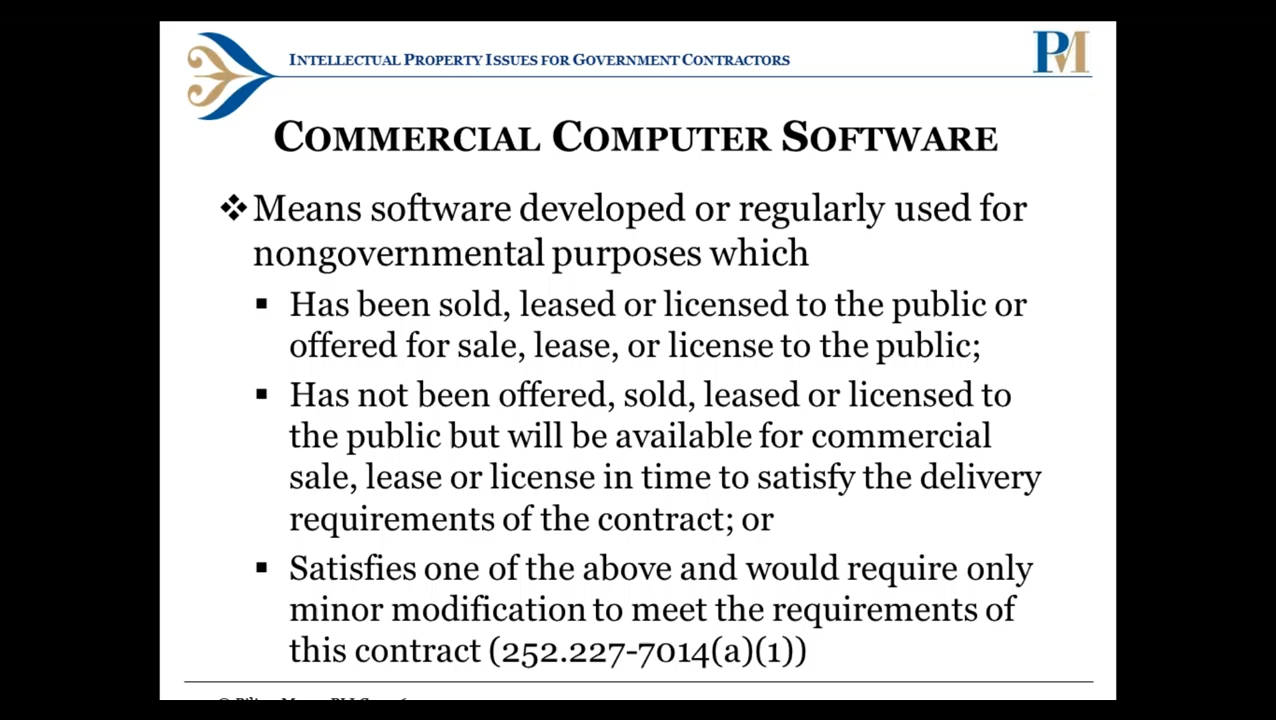 INTELLECTUAL PROPERTY ISSUES FOR GOVERNMENT CONTRACTORS
PM
COMMERCIAL COMPUTER SOFTWARE
❖Means software developed or regularly used for
nongovernmental purposes which
▪ Has been sold, leased or licensed to the public or
offered for sale, lease, or license to the public;
▪ Has not been offered, sold, leased or licensed to
the public but will be available for commercial
sale, lease or license in time to satisfy the delivery
requirements of the contract; or
▪ Satisfies one of the above and would require only
minor modification to meet the requirements of
this contract (252.227-7014(a)(1))